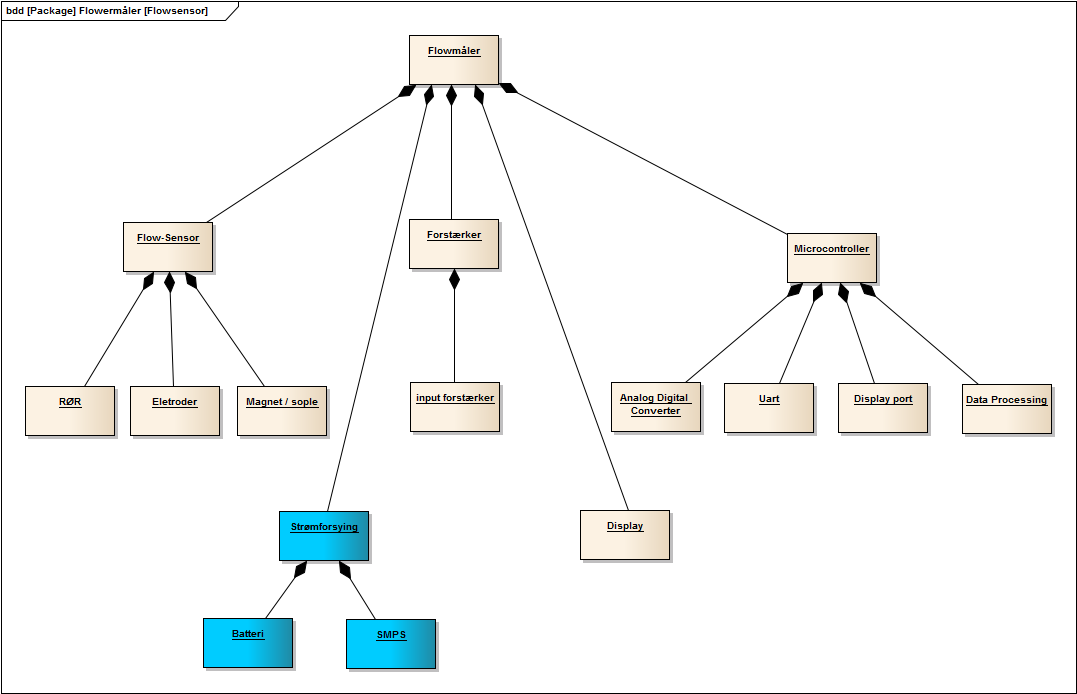 bdd [Package] Flowermåler [Flowsensor]
Flowmåler
Flow-Sensor
Forstærker
Microcontroller
RØR
Eletroder
Magnet / sople
input forstærker
Analog Digital
Converter
Uart
Display port
Data Processing
Strømforsying
Display
Batteri
SMPS